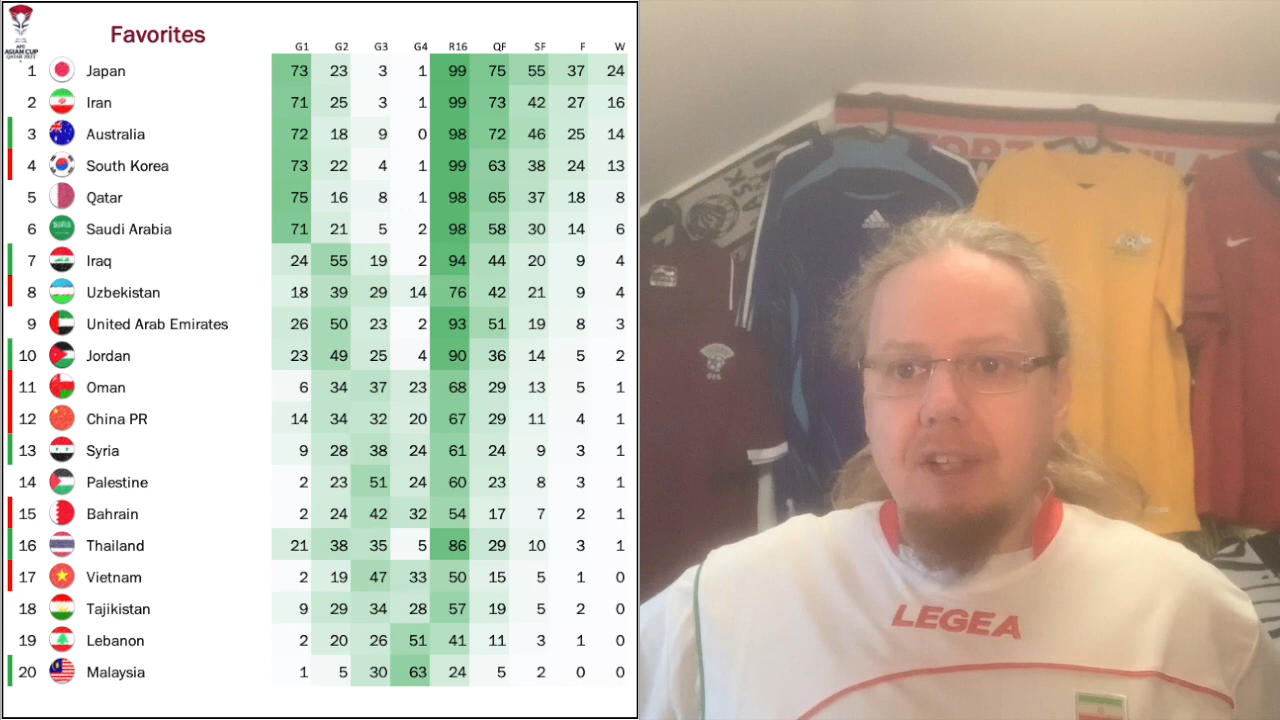 AFC
ASIAN CUP
QATAR 2023
Favorites
G1 G2 G3 G4 R16 QF SF F W
1 Japan 73 23 3 1 99 75 55 37 24
2 Iran 71 25 3 1 99 73 42 27 16
3 Australia 72 18 9 0 98 72 46 25 14
4 South Korea 73 22 4 1 99 63 38 24 13
5 Qatar 75 16 8 1 98 65 37 18 8
6 Saudi Arabia 71 21 5 2 98 58 30 14 6
7 Iraq 24 55 19 2 94 44 20 9 4
8 Uzbekistan 18 39 29 14 76 42 21 9 4
9 United Arab Emirates 26 50 23 2 93 51 19 8 3
10 Jordan 23 49 25 4 90 36 14 5 2
11 Oman 6 34 37 23 68 29 13 5 1
12 China PR 14 34 32 20 67 29 11 4 1
13 Syria 9 28 38 24 61 24 9 3 1
14 Palestine 2 23 51 24 60 23 8 3 1
15 Bahrain 2 24 42 32 54 17 7 2 1
16 Thailand 21 38 35 5 86 29 10 3 1
17 Vietnam 2 19 47 33 50 15 5 1 0
18 Tajikistan 9 29 34 28 57 19 5 2 0
19 Lebanon 2 20 26 51 41 11 3 1 0
20 Malaysia 1 5 30 63 24 5 2 0 0
adidas
LEGEA